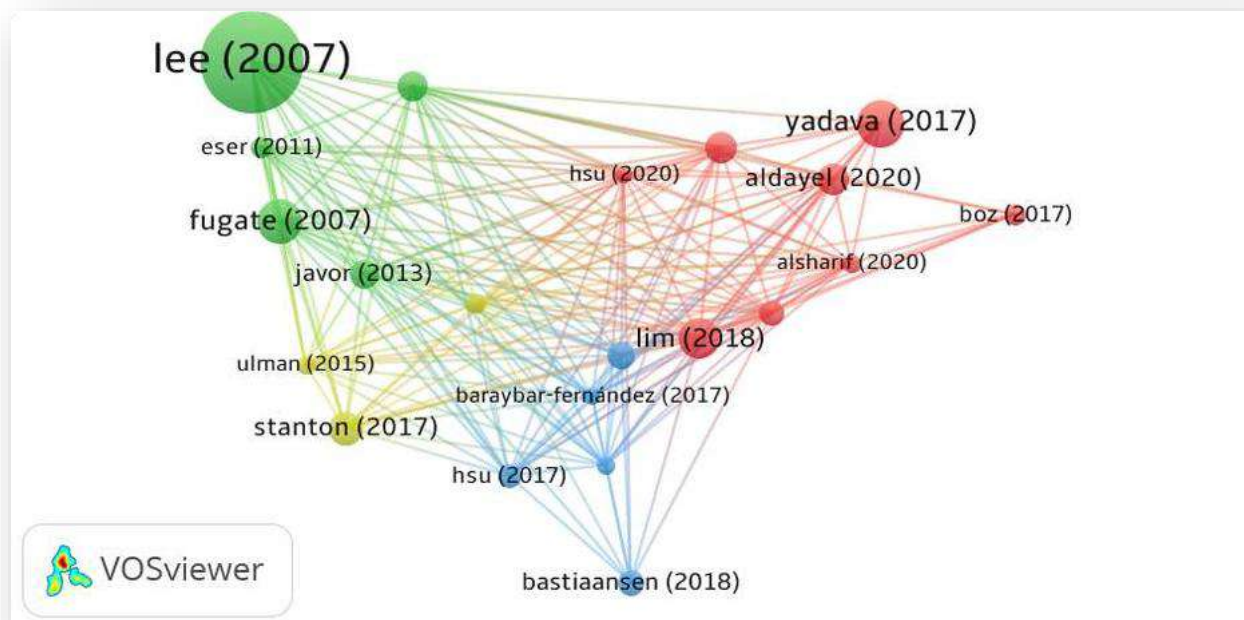 lee (2007)
yadava (2017)
eser (2011)
hsu (2020)
aldayel (2020)
fugate (2007)
boz (2017)
javor (2013)
alsharif (2020)
lim (2018)
ulman (2015)
baraybar-fernández (2017)
stanton (2017)
hsu (2017)
VOSviewer
bastiaansen (2018)